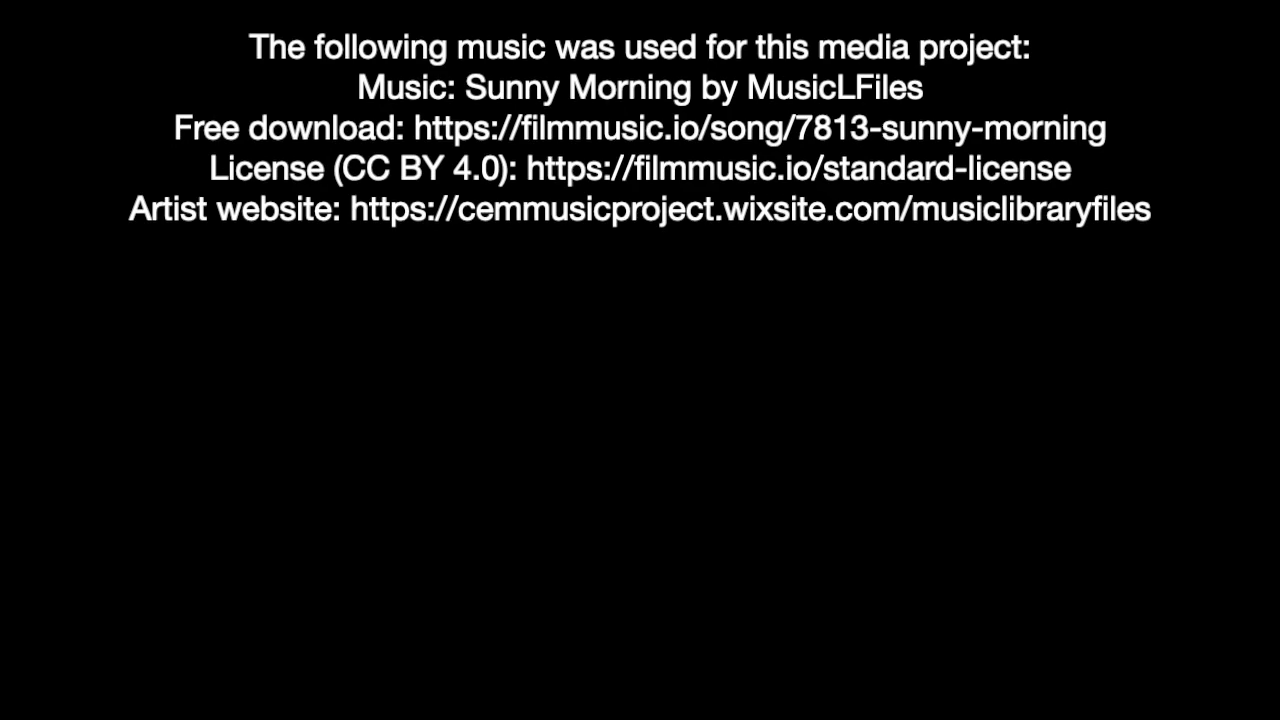 The following music was used for this media project:
Music: Sunny Morning by MusicLFiles
Free download: https://filmmusic.io/song/7813-sunny-morning
License (CC BY 4.0): https://filmmusic.io/standard-license
Artist website: https://cemmusicproject.wixsite.com/musiclibraryfiles